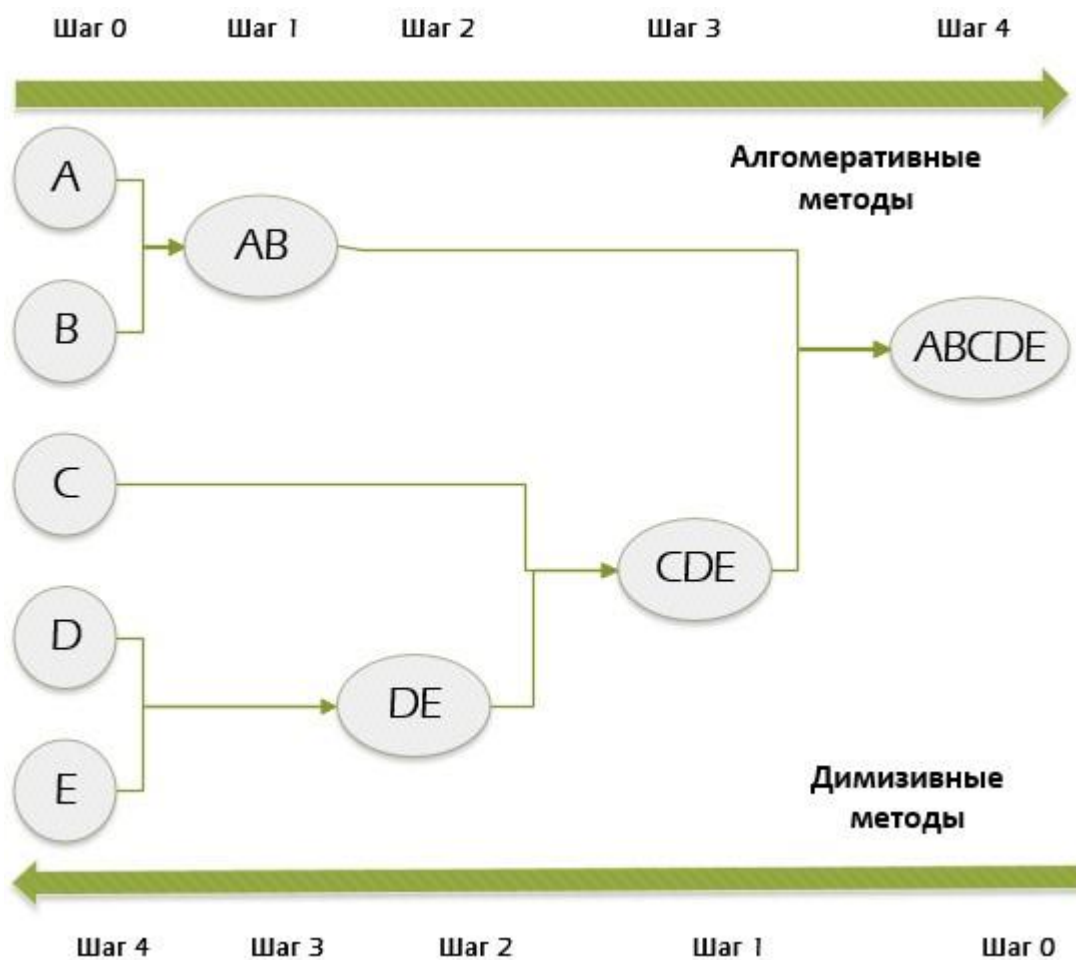 Шаг 0 Шаг 1 Шаг 2 Шаг 3 Шаг 4
Алгомеративные
методы
A
AB
B
ABCDE
C
CDE
D
DE
E
Димизивные
методы
Шаг 4 Шаг 3 Шаг 2 Шаг 1 Шаг 0